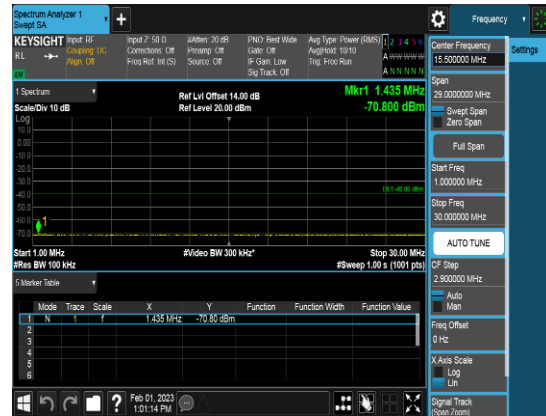 Spectrum Analyzer 1
Swept SA
+
Frequency
KEYSIGHT
Input: RF
Coupling: DC
Align: Off
RL
Input Z: 50 Ω
Corrections: Off
Freq Ref: Int (S)
#Atten: 20 dB
Preamp: Off
Source: Off
PNO: Best Wide
Gate: Off
IF Gain: Low
Sig Track: Off
Avg Type: Power (RMS)
Avg|Hold: 10/10
Trig: Free Run
1 2 3 4 5 6
A W W W W W
A N N N N N
1 Spectrum
Scale/Div 10 dB
Log
Ref Lvl Offset 14.00 dB
Ref Level 20.00 dBm
Mkr1 1.435 MHz
-70.800 dBm
10.0
0.00
-10.0
-20.0
-30.0
-40.0
-50.0
-60.0
-70.0
DL1 -40.00 dBm
1
Start 1.00 MHz
#Res BW 100 kHz
#Video BW 300 kHz*
Stop 30.00 MHz
#Sweep 1.00 s (1001 pts)
5 Marker Table
Mode Trace Scale X Y Function Function Width Function Value
1 N 1 f 1.435 MHz -70.80 dBm
2
3
4
5
6
Feb 01, 2023
1:01:14 PM
?
Center Frequency
15.500000 MHz
Settings
Span
29.0000000 MHz
Swept Span
Zero Span
Full Span
Start Freq
1.000000 MHz
Stop Freq
30.000000 MHz
AUTO TUNE
CF Step
2.900000 MHz
Auto
Man
Freq Offset
0 Hz
X Axis Scale
Log
Lin
Signal Track
(Span Zoom)